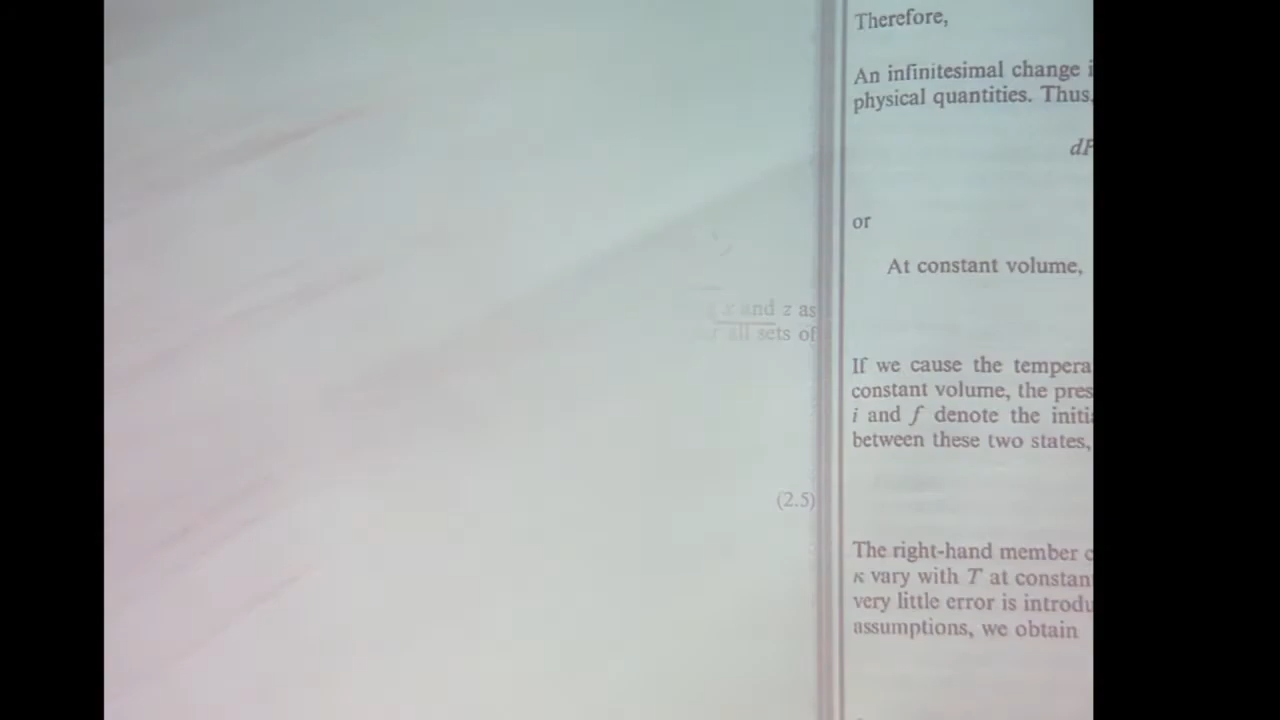 and z as
all sets of
(2.5)
Therefore,
An infinitesimal change
physical quantities. Thus,
or
At constant volume,
If we cause the tempera
constant volume, the pres
i and f denote the initi
between these two states,
The right-hand member
κ vary with T at constan
very little error is introdu
assumptions, we obtain